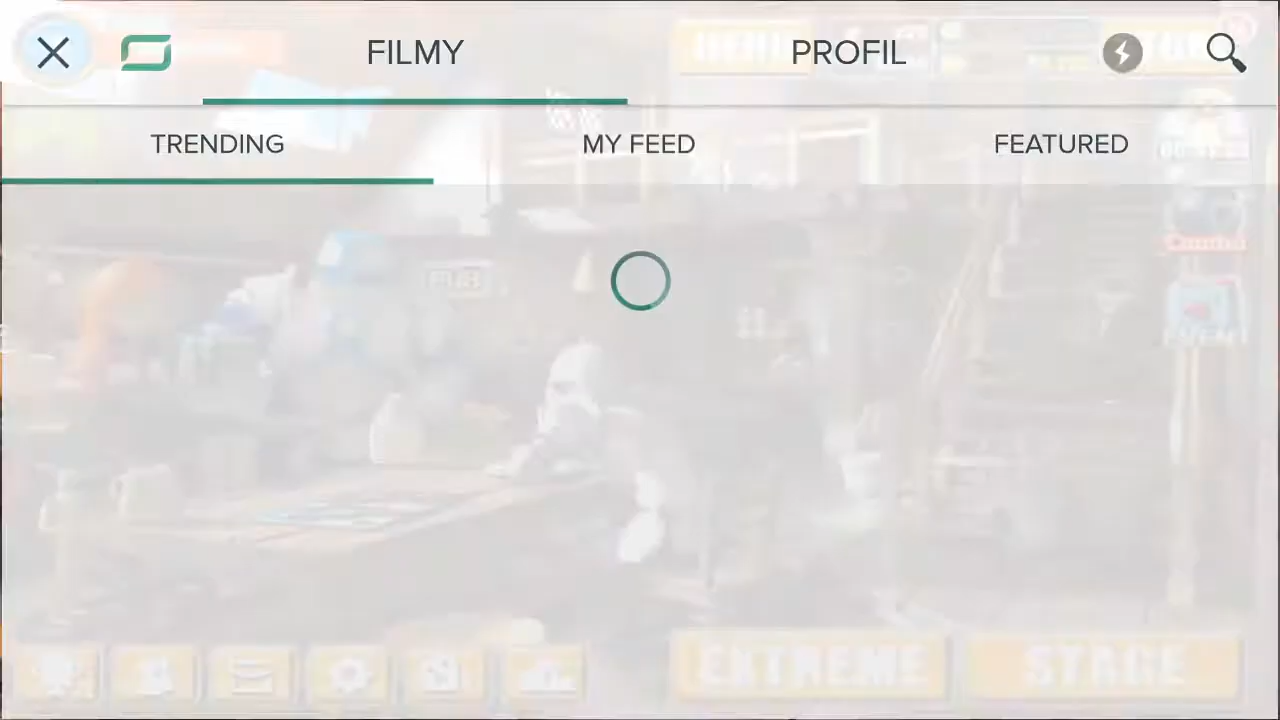 FILMY
PROFIL
TRENDING
MY FEED
FEATURED
EXTREME
STAGE